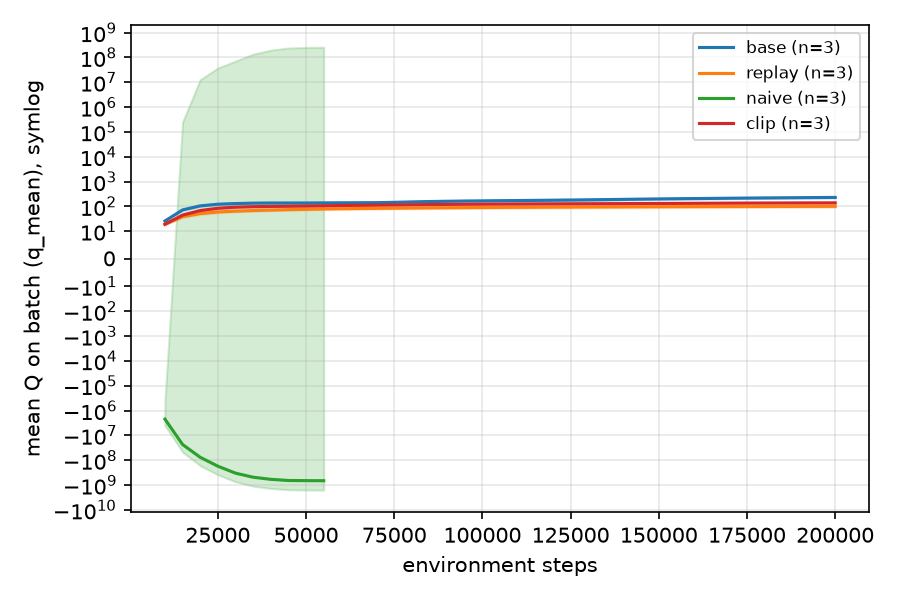 10⁹
10⁸
10⁷
10⁶
10⁵
10⁴
10³
10²
10¹
0
−10¹
−10²
−10³
−10⁴
−10⁵
−10⁶
−10⁷
−10⁸
−10⁹
−10¹⁰
mean Q on batch (q_mean), symlog
base (n=3)
replay (n=3)
naive (n=3)
clip (n=3)
25000 50000 75000 100000 125000 150000 175000 200000
environment steps